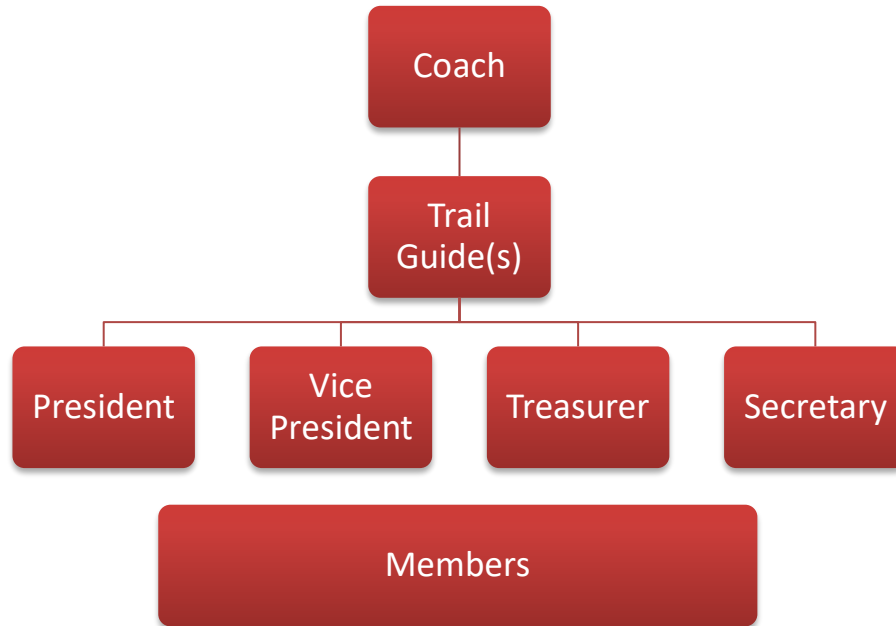 Coach
Trail
Guide(s)
President
Vice
President
Treasurer
Secretary
Members